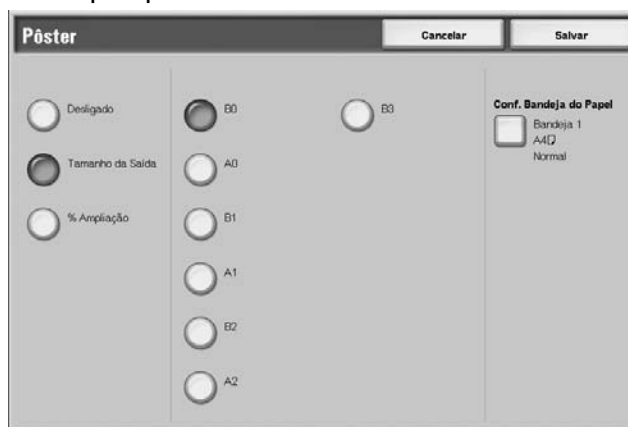 Pôster
Cancelar
Salvar
Desligado
Tamanho da Saída
% Ampliação
B0
A0
B1
A1
B2
A2
B3
Conf. Bandeja do Papel
Bandeja 1
A4
Normal